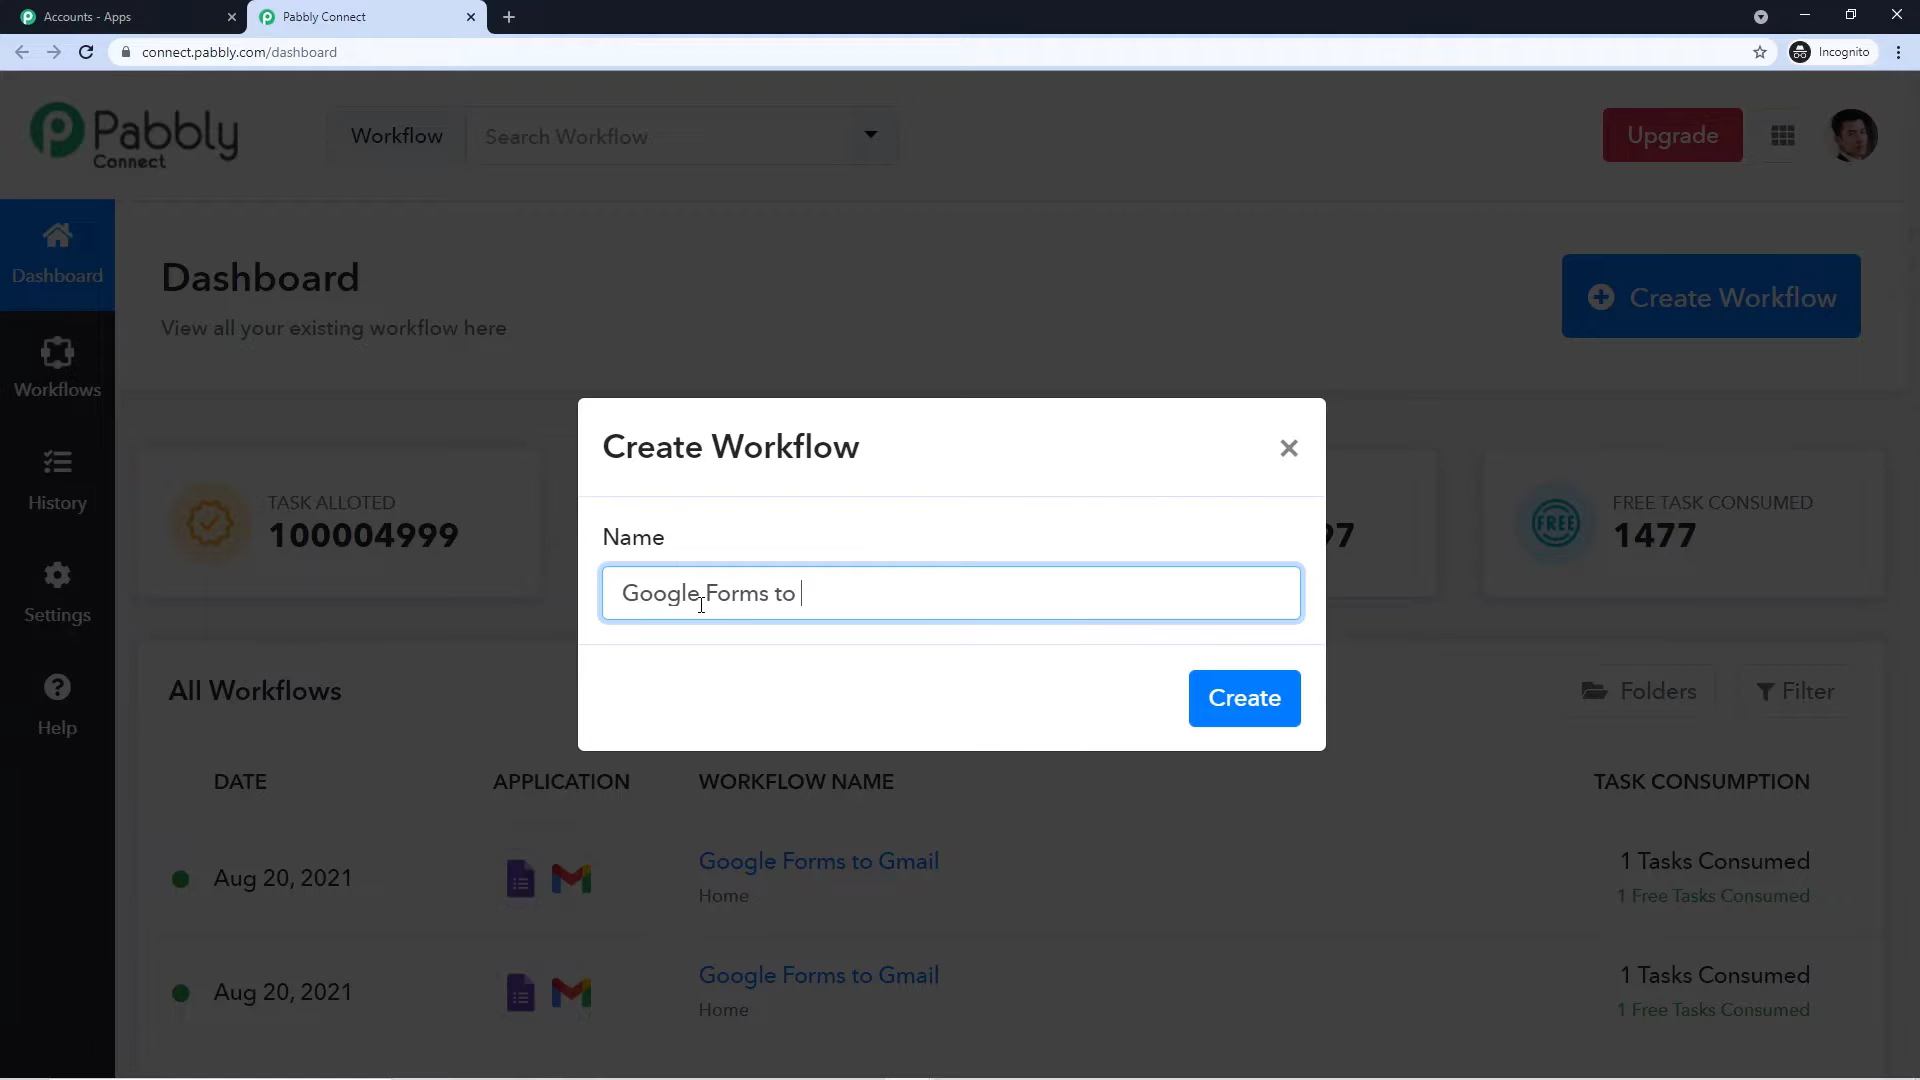 Accounts - Apps
Pabbly Connect
connect.pabbly.com/dashboard
Incognito
Pabbly
Connect
Workflow
Search Workflow
Upgrade
Dashboard
Workflows
History
Settings
Help
Dashboard
View all your existing workflow here
Create Workflow
TASK ALLOTED
100004999
97
FREE
FREE TASK CONSUMED
1477
Create Workflow
Name
Google Forms to
Create
All Workflows
Folders
Filter
DATE
APPLICATION
WORKFLOW NAME
TASK CONSUMPTION
Aug 20, 2021
Google Forms to Gmail
Home
1 Tasks Consumed
1 Free Tasks Consumed
Aug 20, 2021
Google Forms to Gmail
Home
1 Tasks Consumed
1 Free Tasks Consumed